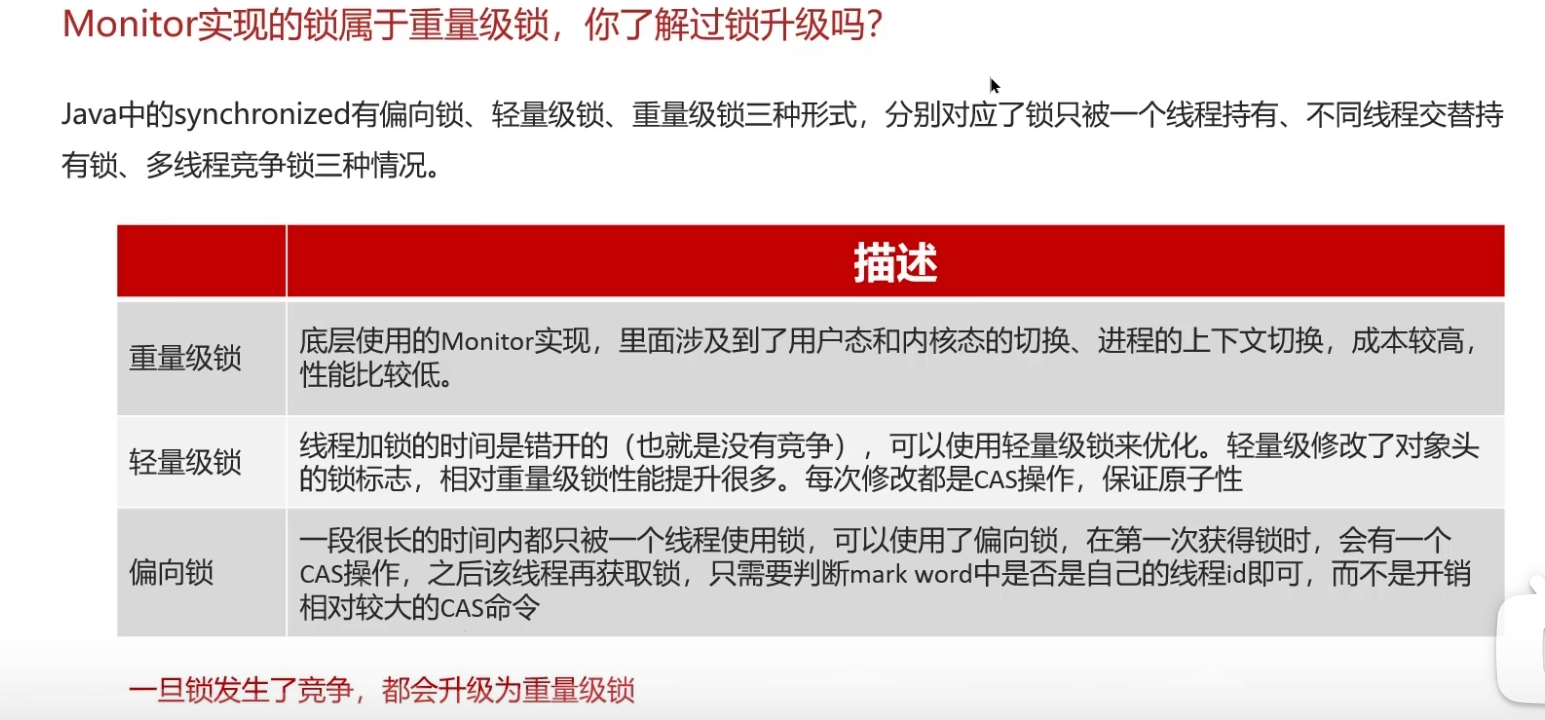 Monitor实现的锁属于重量级锁，你了解过锁升级吗？
Java中的synchronized有偏向锁、轻量级锁、重量级锁三种形式，分别对应了锁只被一个线程持有、不同线程交替持
有锁、多线程竞争锁三种情况。
描述
重量级锁
底层使用的Monitor实现，里面涉及到了用户态和内核态的切换、进程的上下文切换，成本较高，
性能比较低。
轻量级锁
线程加锁的时间是错开的（也就是没有竞争），可以使用轻量级锁来优化。轻量级修改了对象头
的锁标志，相对重量级锁性能提升很多。每次修改都是CAS操作，保证原子性
偏向锁
一段很长的时间内都只被一个线程使用锁，可以使用了偏向锁，在第一次获得锁时，会有一个
CAS操作，之后该线程再获取锁，只需要判断mark word中是否是自己的线程id即可，而不是开销
相对较大的CAS命令
一旦锁发生了竞争，都会升级为重量级锁